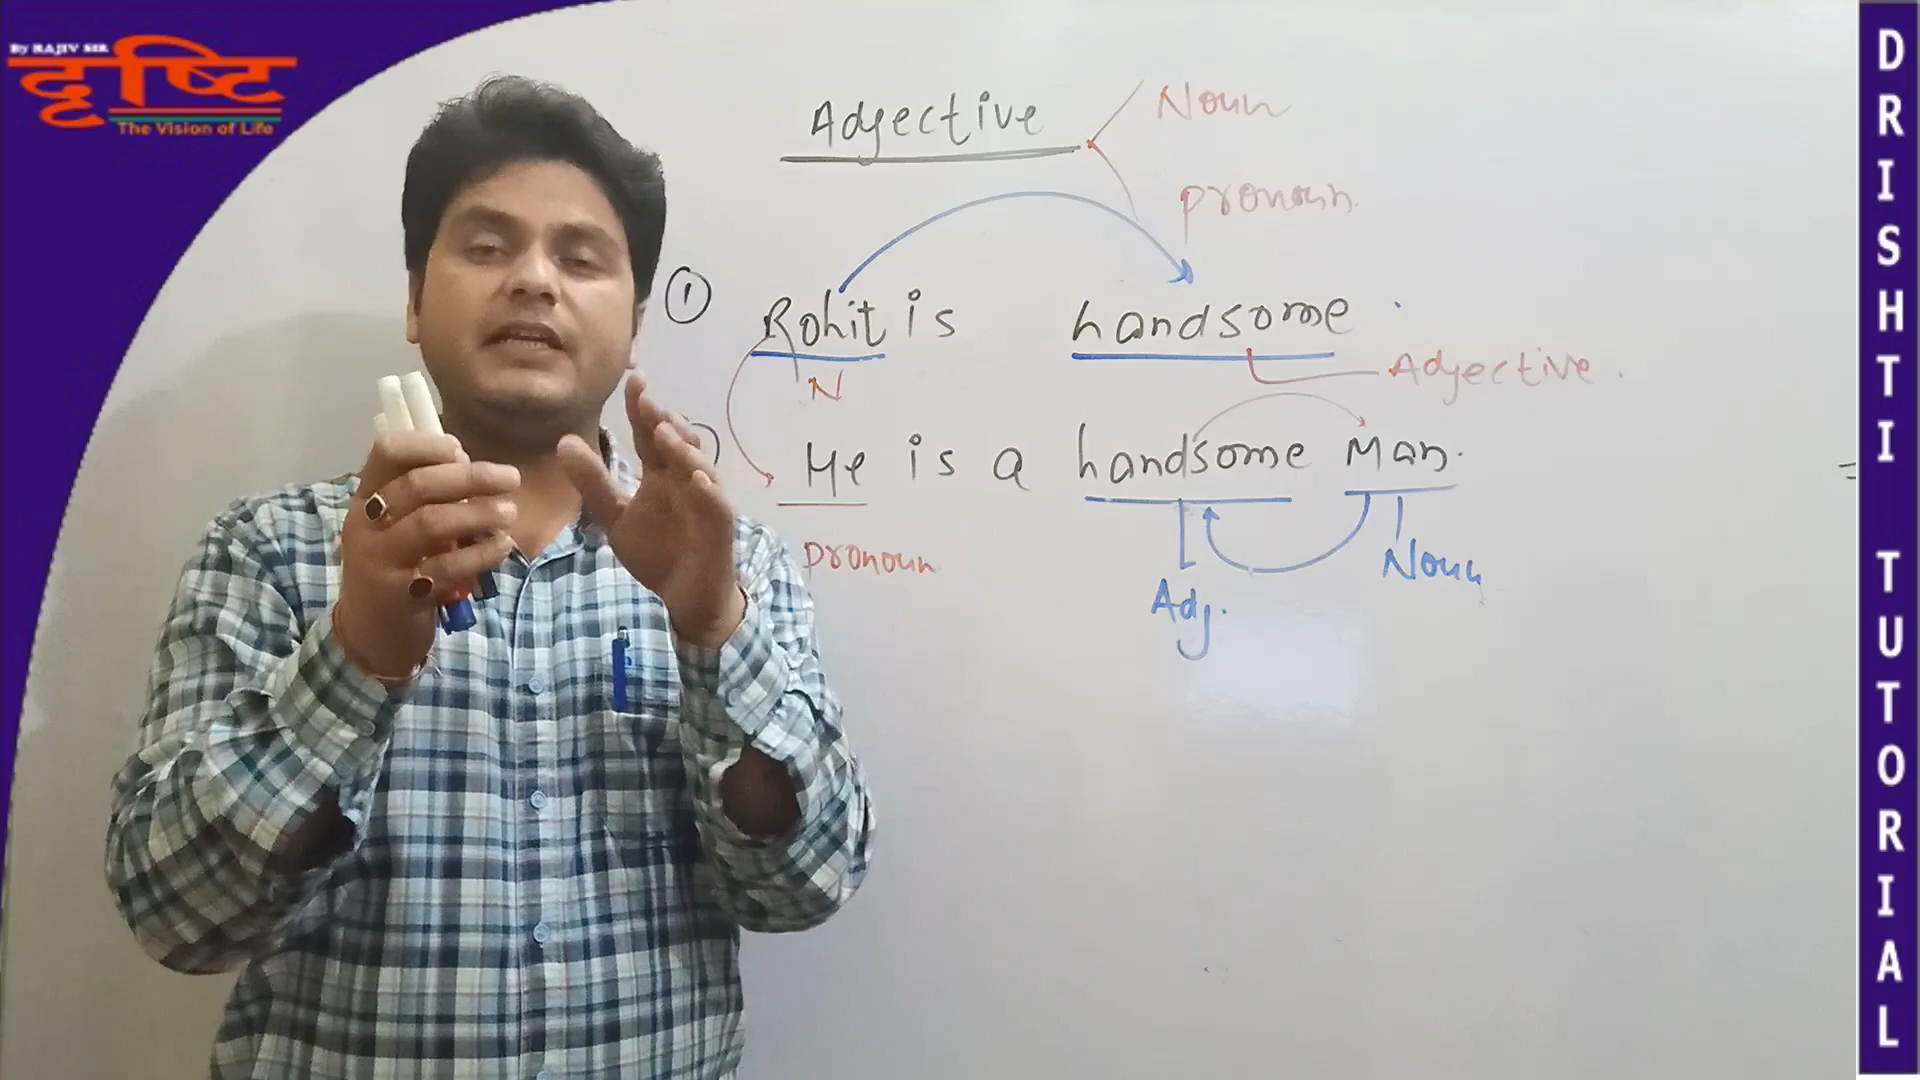 By RAJIV SIR
दृष्टि
The Vision of Life
Adjective
Noun
pronoun.
1 Rohit is handsome.
N
Adjective.
He is a handsome Man.
pronoun
Adj.
Noun
DRISHTI TUTORIAL